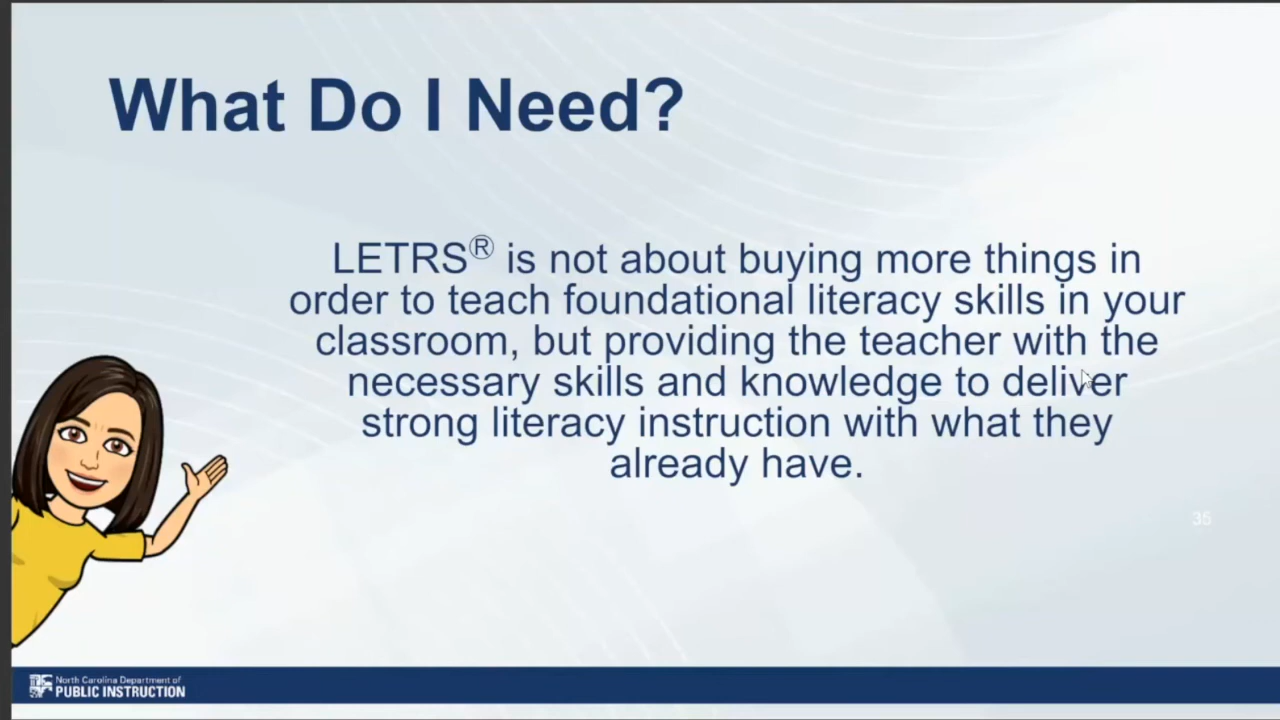 What Do I Need?
LETRS® is not about buying more things in
order to teach foundational literacy skills in your
classroom, but providing the teacher with the
necessary skills and knowledge to deliver
strong literacy instruction with what they
already have.
35
North Carolina Department of
PUBLIC INSTRUCTION